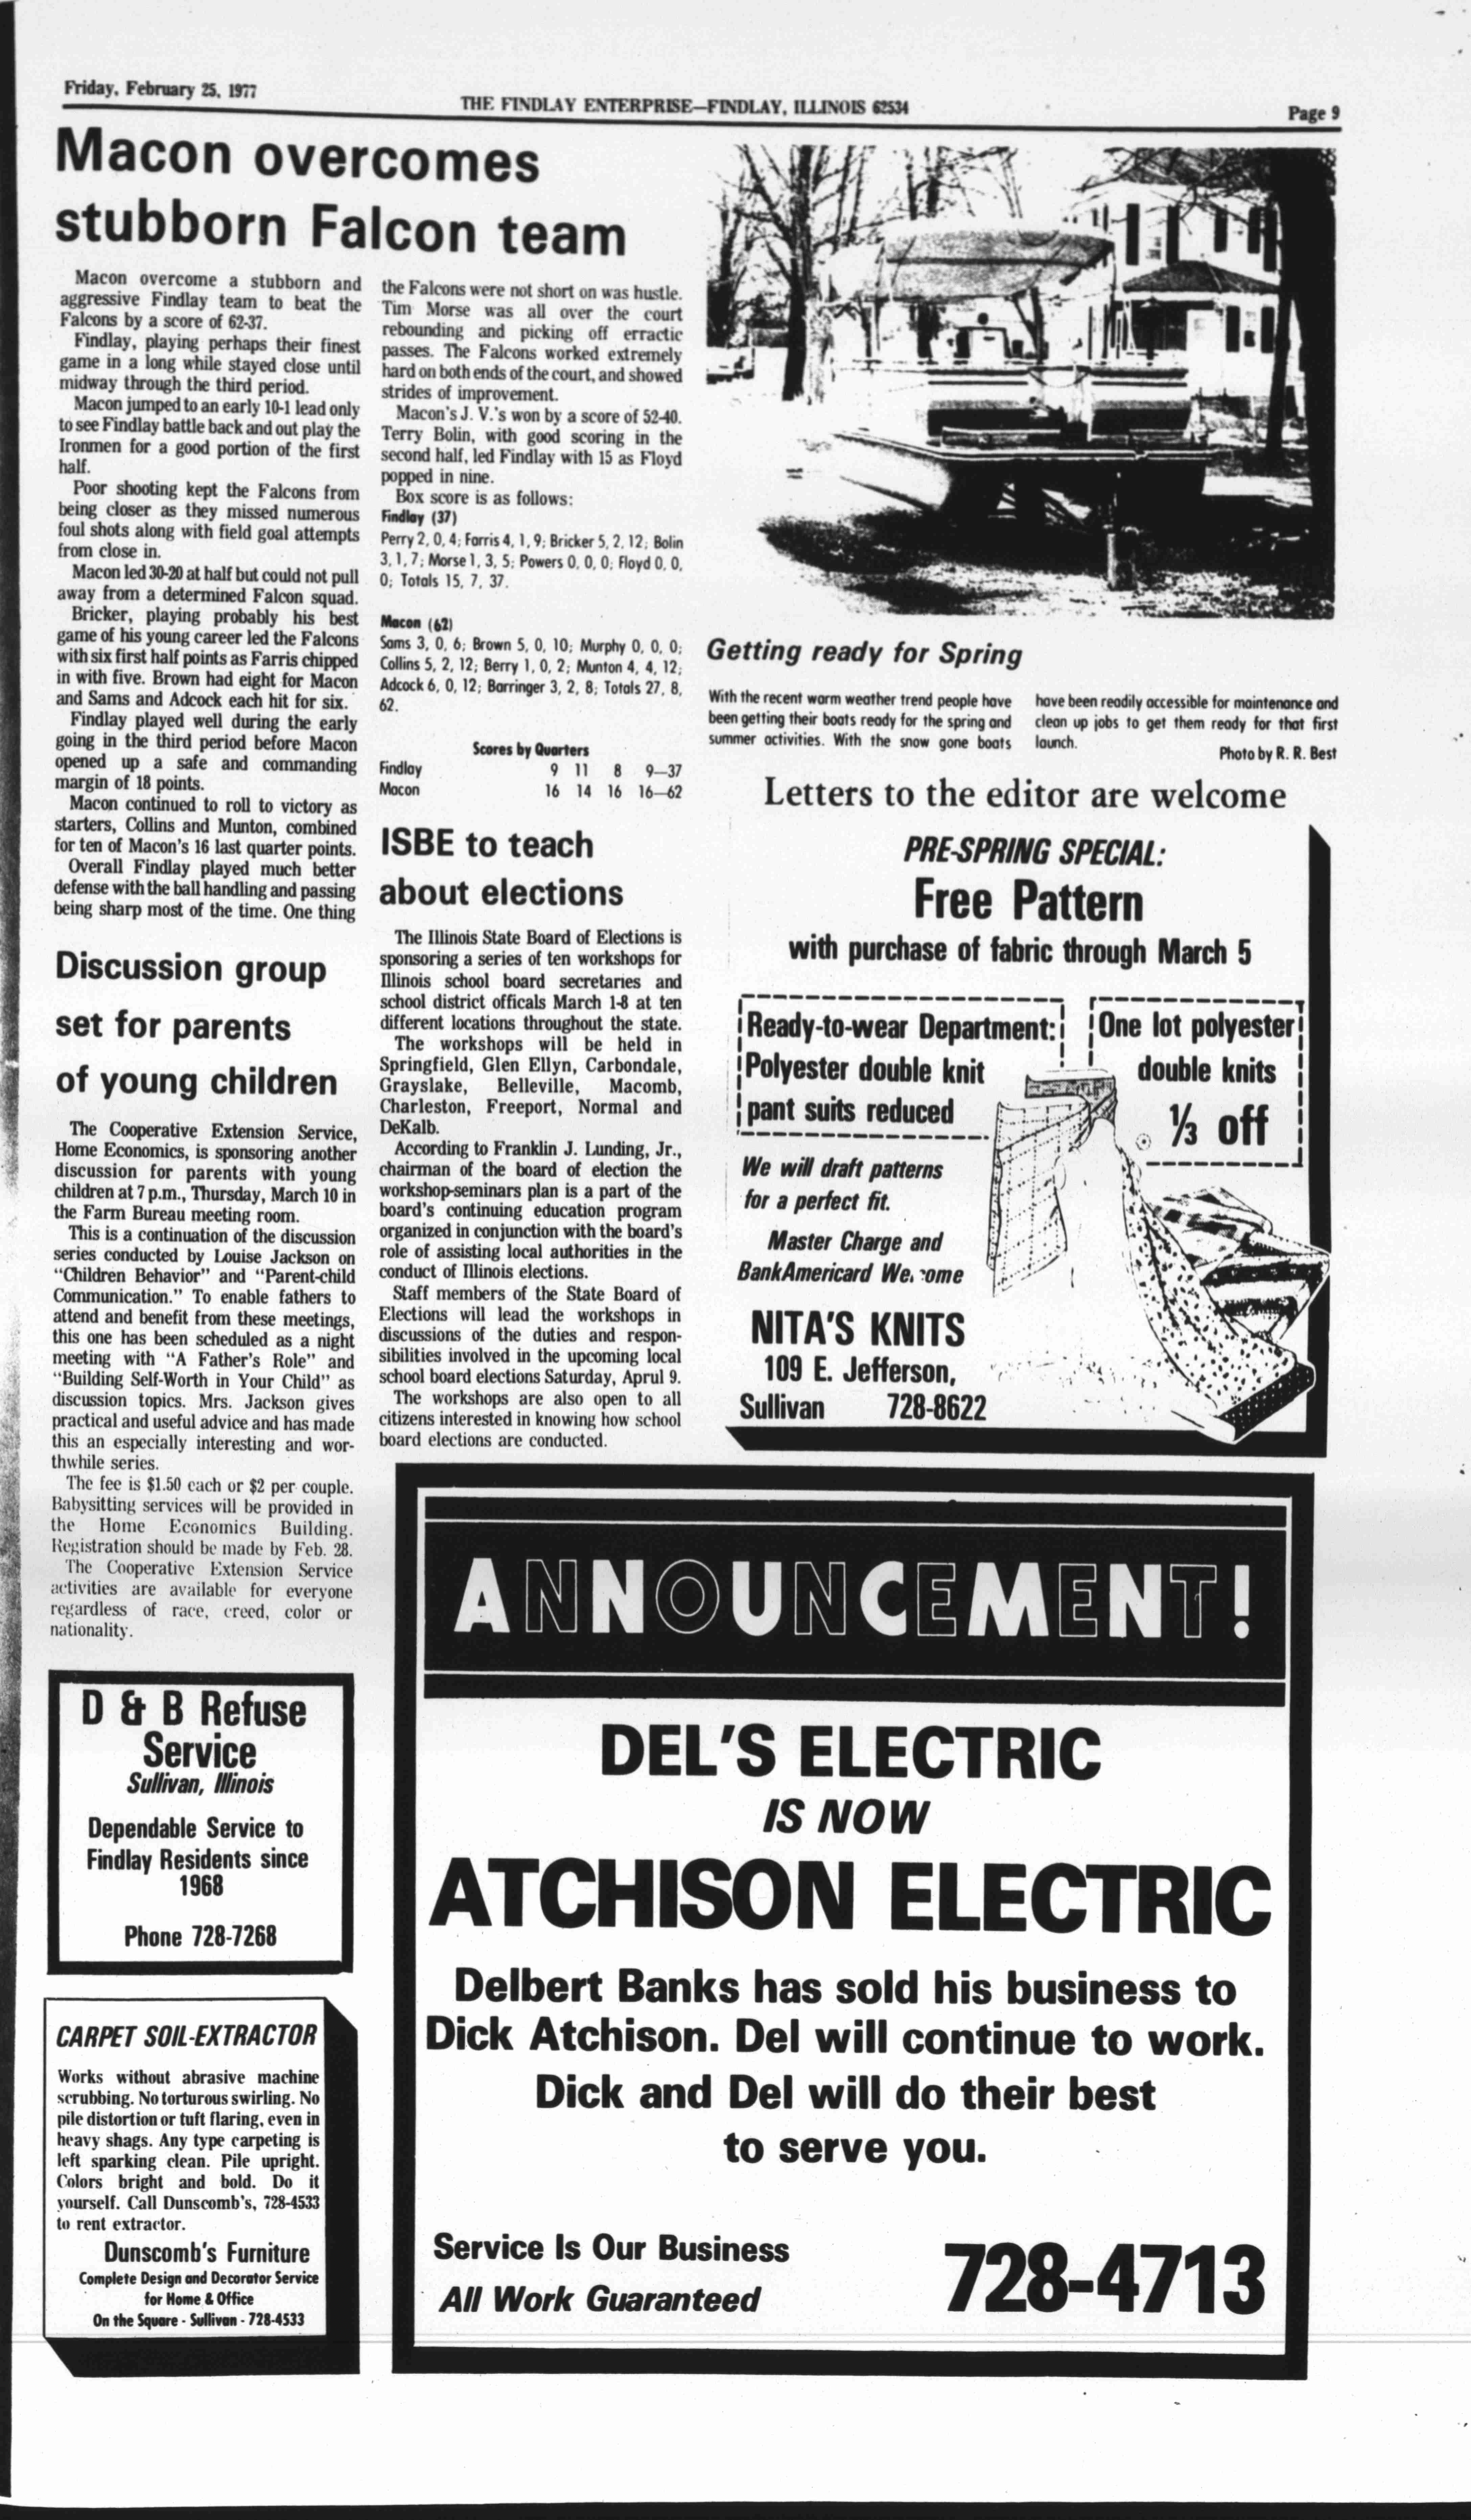 Friday, February 25, 1977
THE FINDLAY ENTERPRISE—FINDLAY, ILLINOIS 62534
Page 9
Macon overcomes
stubborn Falcon team
Macon overcome a stubborn and
aggressive Findlay team to beat the
Falcons by a score of 62-37.
Findlay, playing perhaps their finest
game in a long while stayed close until
midway through the third period.
Macon jumped to an early 10-1 lead only
to see Findlay battle back and out play the
Ironmen for a good portion of the first
half.
Poor shooting kept the Falcons from
being closer as they missed numerous
foul shots along with field goal attempts
from close in.
Macon led 30-20 at half but could not pull
away from a determined Falcon squad.
Bricker, playing probably his best
game of his young career led the Falcons
with six first half points as Farris chipped
in with five. Brown had eight for Macon
and Sams and Adcock each hit for six.
Findlay played well during the early
going in the third period before Macon
opened up a safe and commanding
margin of 18 points.
Macon continued to roll to victory as
starters, Collins and Munton, combined
for ten of Macon's 16 last quarter points.
Overall Findlay played much better
defense with the ball handling and passing
being sharp most of the time. One thing
the Falcons were not short on was hustle.
Tim Morse was all over the court
rebounding and picking off erractic
passes. The Falcons worked extremely
hard on both ends of the court, and showed
strides of improvement.
Macon's J. V.'s won by a score of 52-40.
Terry Bolin, with good scoring in the
second half, led Findlay with 15 as Floyd
popped in nine.
Box score is as follows:
Findlay (37)
Perry 2, 0, 4; Farris 4, 1, 9; Bricker 5, 2, 12; Bolin
3, 1, 7; Morse 1, 3, 5; Powers 0, 0, 0; Floyd 0, 0,
0; Totals 15, 7, 37.
Macon (62)
Sams 3, 0, 6; Brown 5, 0, 10; Murphy 0, 0, 0;
Collins 5, 2, 12; Berry 1, 0, 2; Munton 4, 4, 12;
Adcock 6, 0, 12; Barringer 3, 2, 8; Totals 27, 8,
62.
Scores by Quarters
Findlay 9 11 8 9—37
Macon 16 14 16 16—62
ISBE to teach
about elections
The Illinois State Board of Elections is
sponsoring a series of ten workshops for
Illinois school board secretaries and
school district officals March 1-8 at ten
different locations throughout the state.
The workshops will be held in
Springfield, Glen Ellyn, Carbondale,
Grayslake, Belleville, Macomb,
Charleston, Freeport, Normal and
DeKalb.
According to Franklin J. Lunding, Jr.,
chairman of the board of election the
workshop-seminars plan is a part of the
board's continuing education program
organized in conjunction with the board's
role of assisting local authorities in the
conduct of Illinois elections.
Staff members of the State Board of
Elections will lead the workshops in
discussions of the duties and respon-
sibilities involved in the upcoming local
school board elections Saturday, Aprul 9.
The workshops are also open to all
citizens interested in knowing how school
board elections are conducted.
Discussion group
set for parents
of young children
The Cooperative Extension Service,
Home Economics, is sponsoring another
discussion for parents with young
children at 7 p.m., Thursday, March 10 in
the Farm Bureau meeting room.
This is a continuation of the discussion
series conducted by Louise Jackson on
"Children Behavior" and "Parent-child
Communication." To enable fathers to
attend and benefit from these meetings,
this one has been scheduled as a night
meeting with "A Father's Role" and
"Building Self-Worth in Your Child" as
discussion topics. Mrs. Jackson gives
practical and useful advice and has made
this an especially interesting and wor-
thwhile series.
The fee is $1.50 each or $2 per couple.
Babysitting services will be provided in
the Home Economics Building.
Registration should be made by Feb. 28.
The Cooperative Extension Service
activities are available for everyone
regardless of race, creed, color or
nationality.
Getting ready for Spring
With the recent warm weather trend people have
been getting their boats ready for the spring and
summer activities. With the snow gone boats
have been readily accessible for maintenance and
clean up jobs to get them ready for that first
launch.
Photo by R. R. Best
Letters to the editor are welcome
PRE-SPRING SPECIAL:
Free Pattern
with purchase of fabric through March 5
Ready-to-wear Department:
Polyester double knit
pant suits reduced
One lot polyester
double knits
⅓ off
We will draft patterns
for a perfect fit.
Master Charge and
BankAmericard
NITA'S KNITS
109 E. Jefferson,
Sullivan 728-8622
D & B Refuse
Service
Sullivan, Illinois
Dependable Service to
Findlay Residents since
1968
Phone 728-7268
CARPET SOIL-EXTRACTOR
Works without abrasive machine
scrubbing. No torturous swirling. No
pile distortion or tuft flaring, even in
heavy shags. Any type carpeting is
left sparking clean. Pile upright.
Colors bright and bold. Do it
yourself. Call Dunscomb's, 728-4533
to rent extractor.
Dunscomb's Furniture
Complete Design and Decorator Service
for Home & Office
On the Square - Sullivan - 728-4533
ANNOUNCEMENT!
DEL'S ELECTRIC
IS NOW
ATCHISON ELECTRIC
Delbert Banks has sold his business to
Dick Atchison. Del will continue to work.
Dick and Del will do their best
to serve you.
Service Is Our Business
All Work Guaranteed
728-4713